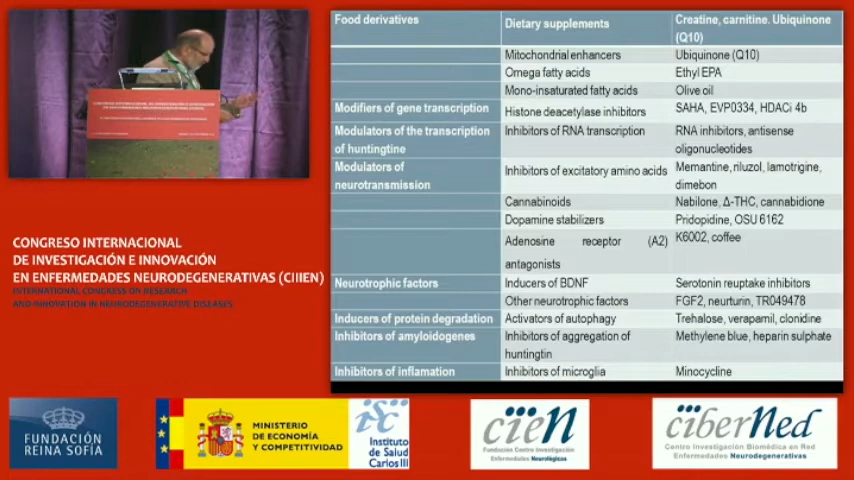 Food derivatives
Dietary supplements
Creatine, carnitine. Ubiquinone
(Q10)
Mitochondrial enhancers
Ubiquinone (Q10)
Omega fatty acids
Ethyl EPA
Mono-insaturated fatty acids
Olive oil
Modifiers of gene transcription
Histone deacetylase inhibitors
SAHA, EVP0334, HDACi 4b
Modulators of the transcription
of huntingtine
Inhibitors of RNA transcription
RNA inhibitors, antisense
oligonucleotides
Modulators of
neurotransmission
Inhibitors of excitatory amino acids
Memantine, riluzol, lamotrigine,
dimebon
Cannabinoids
Nabilone, Δ-THC, cannabidione
Dopamine stabilizers
Pridopidine, OSU 6162
Adenosine receptor (A2)
antagonists
K6002, coffee
Neurotrophic factors
Inducers of BDNF
Serotonin reuptake inhibitors
Other neurotrophic factors
FGF2, neurturin, TR049478
Inducers of protein degradation
Activators of autophagy
Trehalose, verapamil, clonidine
Inhibitors of amyloidogenes
Inhibitors of aggregation of
huntingtin
Methylene blue, heparin sulphate
Inhibitors of inflamation
Inhibitors of microglia
Minocycline
CONGRESO INTERNACIONAL
DE INVESTIGACIÓN E INNOVACIÓN
EN ENFERMEDADES NEURODEGENERATIVAS (CIIIEN)
INTERNATIONAL CONGRESS ON RESEARCH
AND INNOVATION IN NEURODEGENERATIVE DISEASES
FUNDACIÓN
REINA SOFÍA
MINISTERIO
DE ECONOMÍA
Y COMPETITIVIDAD
isc
Instituto
de Salud
Carlos III
cien
Fundación Centro Investigación
Enfermedades Neurológicas
ciberNed
Centro Investigación Biomédica en Red
Enfermedades Neurodegenerativas